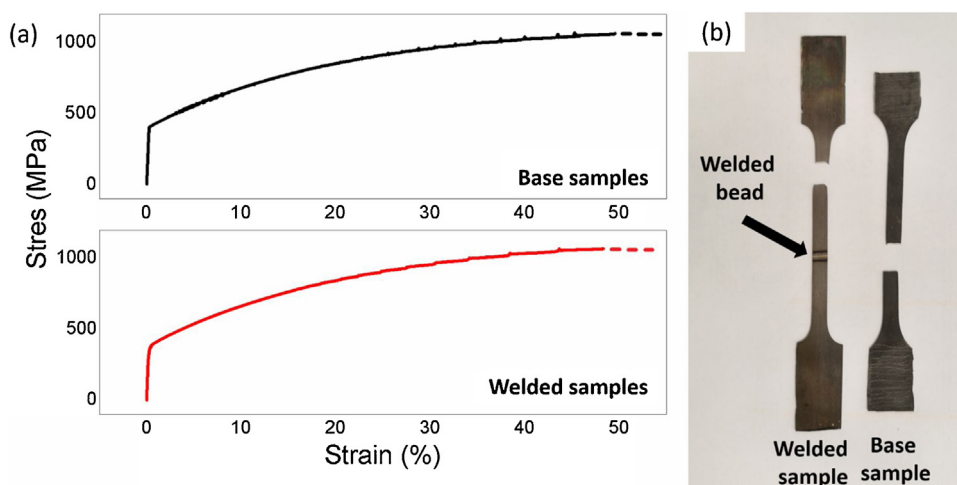 (a)
Stres (MPa)
1000
500
0
Base samples
0 10 20 30 40 50
1000
500
0
Welded samples
0 10 20 30 40 50
Strain (%)
(b)
Welded
bead
Welded
sample
Base
sample